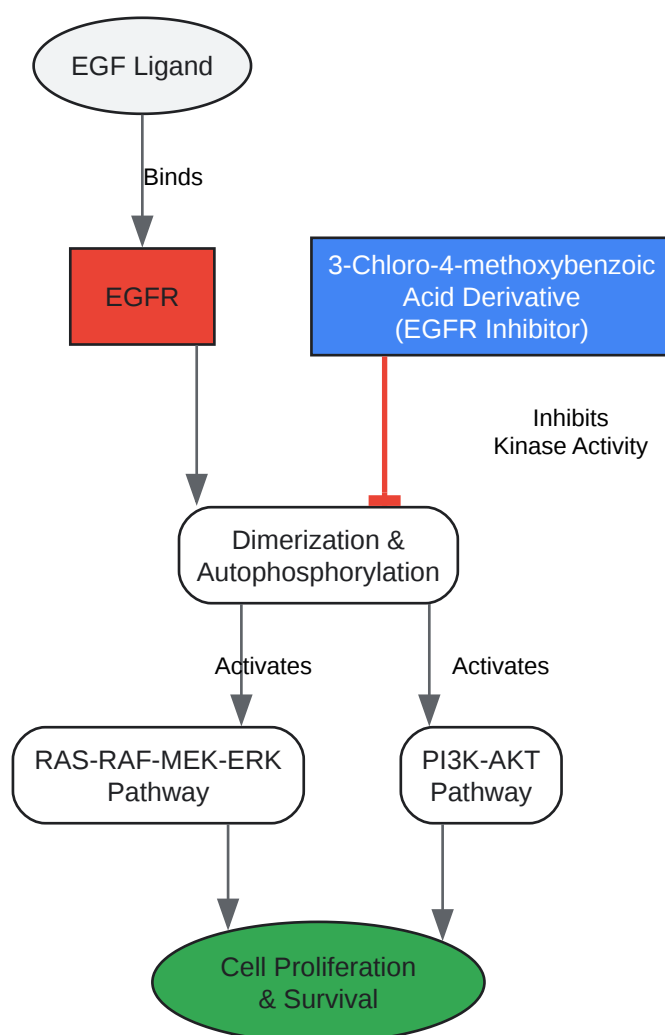 EGF Ligand
Binds
EGFR
3-Chloro-4-methoxybenzoic
Acid Derivative
(EGFR Inhibitor)
Inhibits
Kinase Activity
Dimerization &
Autophosphorylation
Activates
Activates
RAS-RAF-MEK-ERK
Pathway
PI3K-AKT
Pathway
Cell Proliferation
& Survival